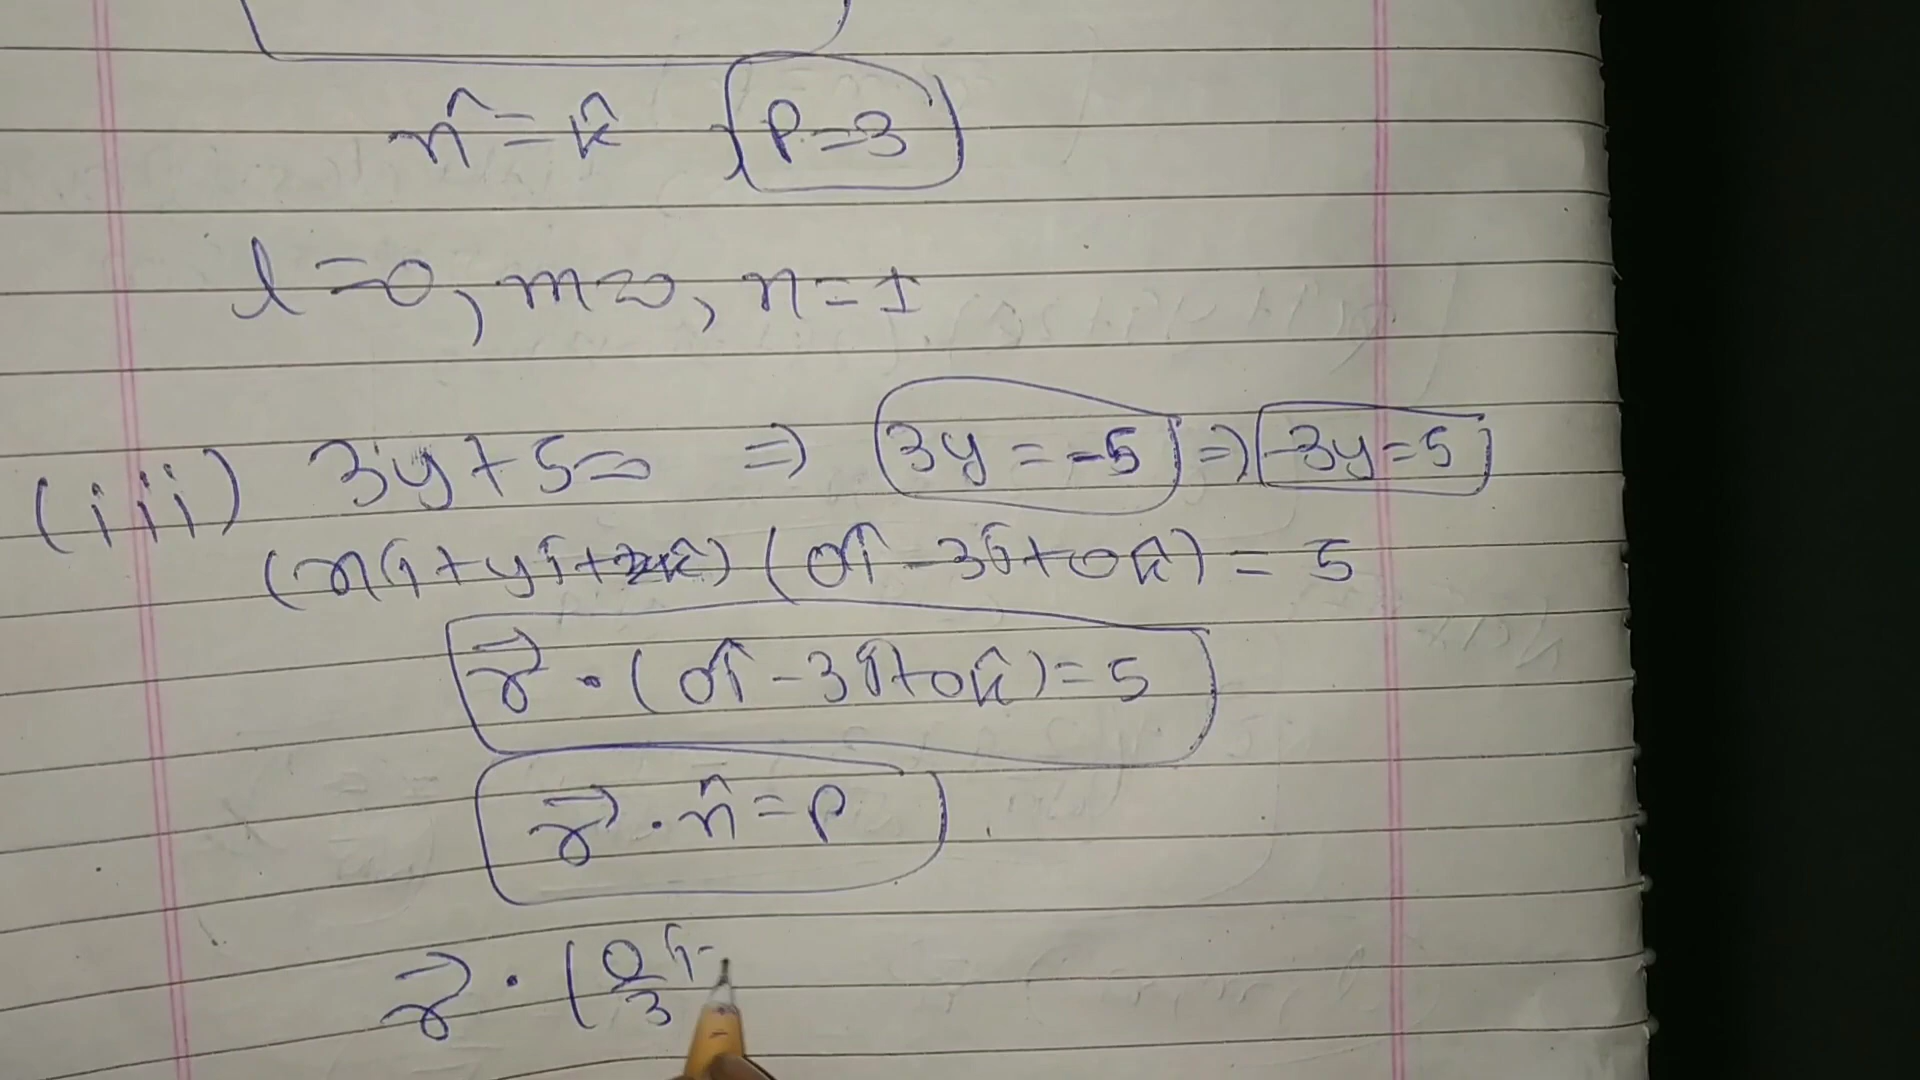 n̂ = k̂ , P=3
l=0, m=0, n=1
(iii) 3y+5=0 ⇒ 3y = -5 ⇒ -3y=5
(xî+yĵ+zk̂) (0î-3ĵ+0k̂) = 5
r⃗ · (0î-3ĵ+0k̂)=5
r⃗ · n̂ = P
r⃗ · (0/3 î-